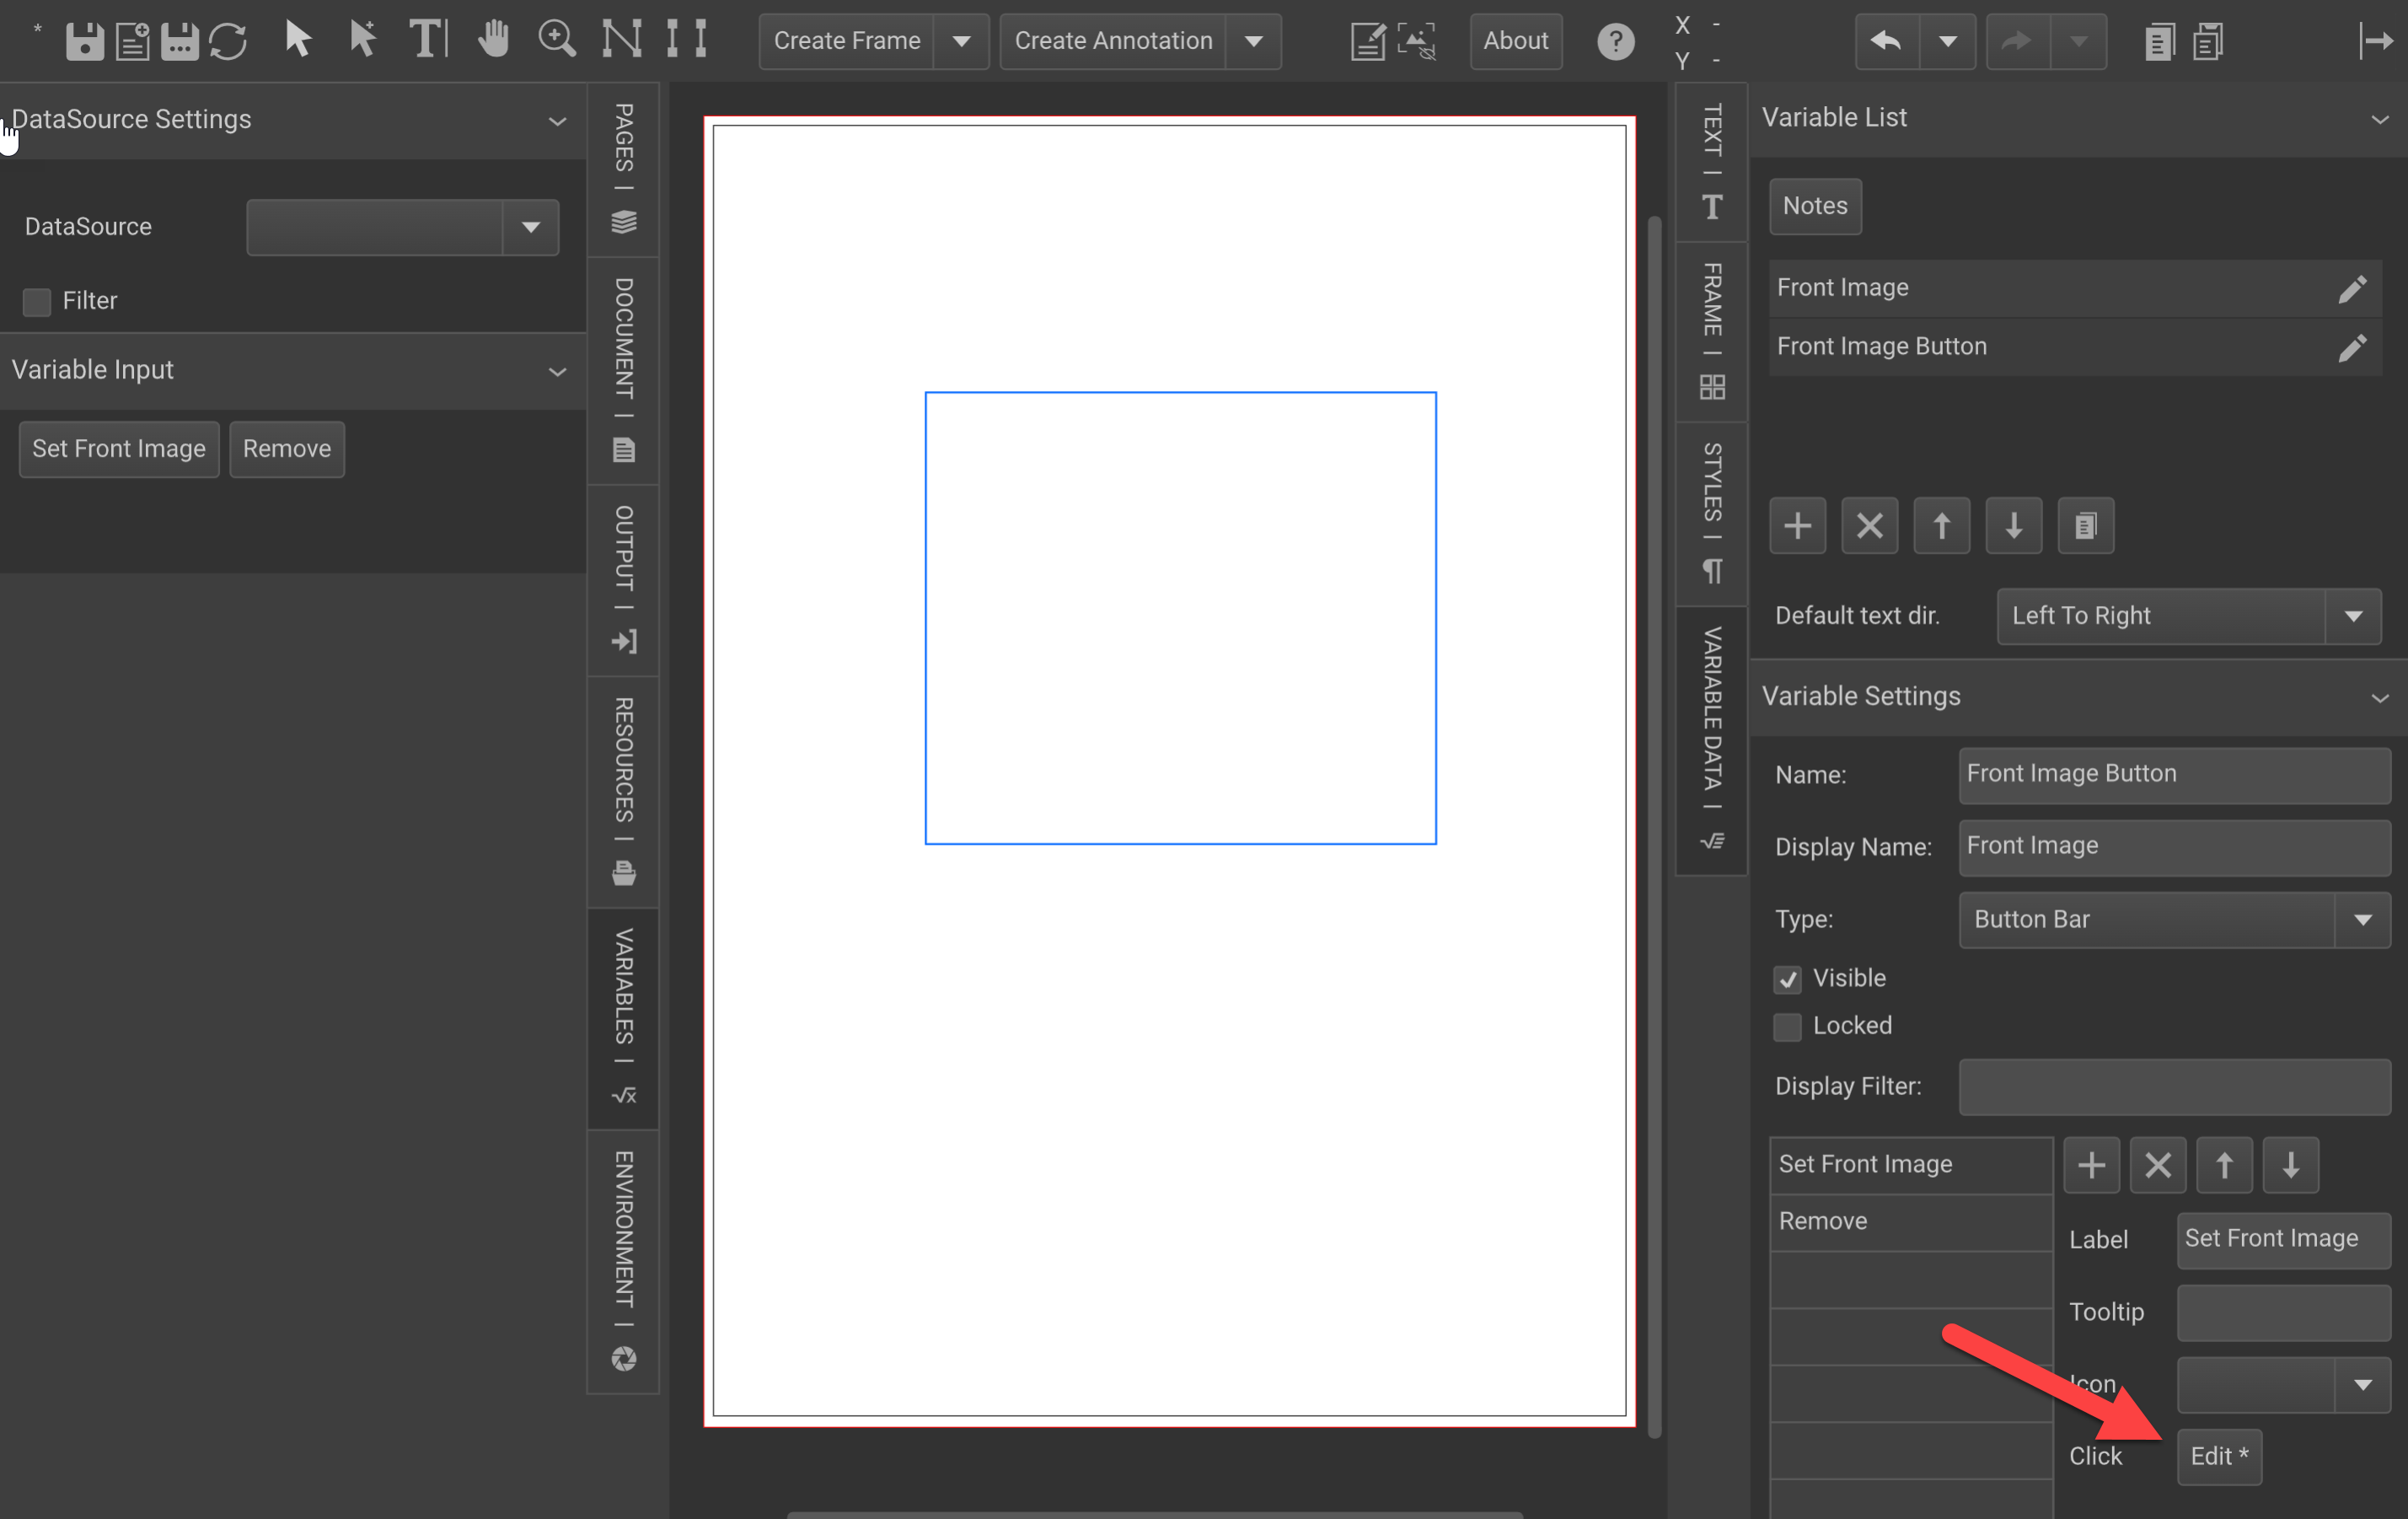 *
Create Frame
Create Annotation
About
?
X -
Y -
DataSource Settings
DataSource
Filter
Variable Input
Set Front Image
Remove
PAGES |
DOCUMENT |
OUTPUT |
RESOURCES |
VARIABLES |
ENVIRONMENT |
TEXT |
FRAME |
STYLES |
VARIABLE DATA |
Variable List
Notes
Front Image
Front Image Button
Default text dir.
Left To Right
Variable Settings
Name:
Front Image Button
Display Name:
Front Image
Type:
Button Bar
Visible
Locked
Display Filter:
Set Front Image
Remove
Label
Set Front Image
Tooltip
Icon
Click
Edit *